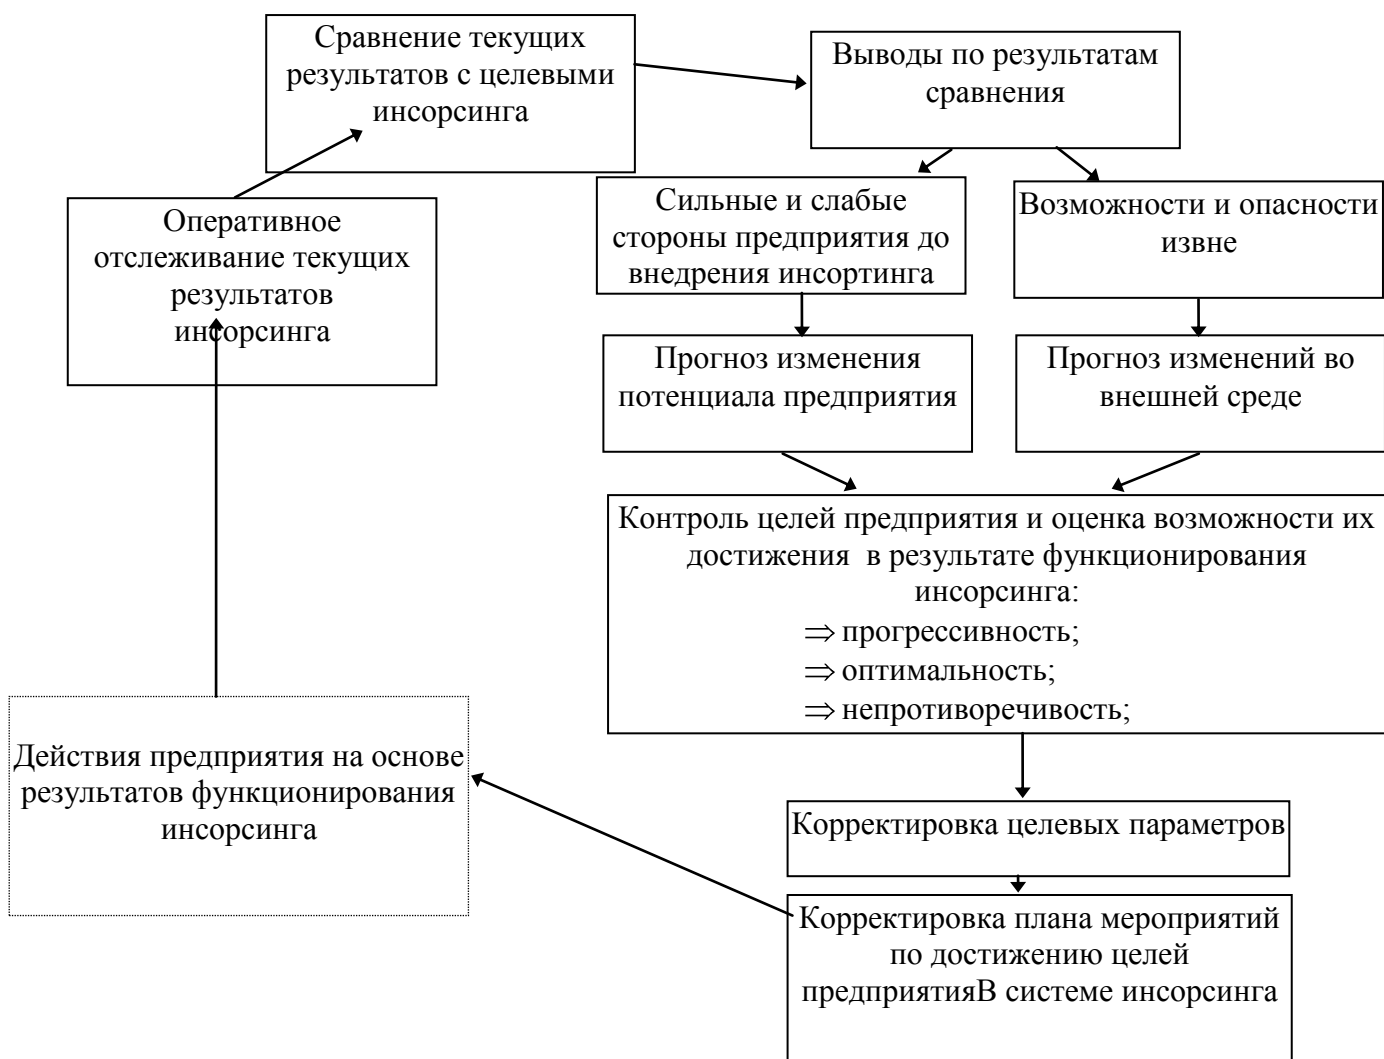 Сравнение текущих
результатов с целевыми
инсорсинга
Выводы по результатам
сравнения
Оперативное
отслеживание текущих
результатов
инсорсинга
Сильные и слабые
стороны предприятия до
внедрения инсортинга
Возможности и опасности
извне
Прогноз изменения
потенциала предприятия
Прогноз изменений во
внешней среде
Контроль целей предприятия и оценка возможности их
достижения в результате функционирования
инсорсинга:
⇒ прогрессивность;
⇒ оптимальность;
⇒ непротиворечивость;
Действия предприятия на основе
результатов функционирования
инсорсинга
Корректировка целевых параметров
Корректировка плана мероприятий
по достижению целей
предприятияВ системе инсорсинга